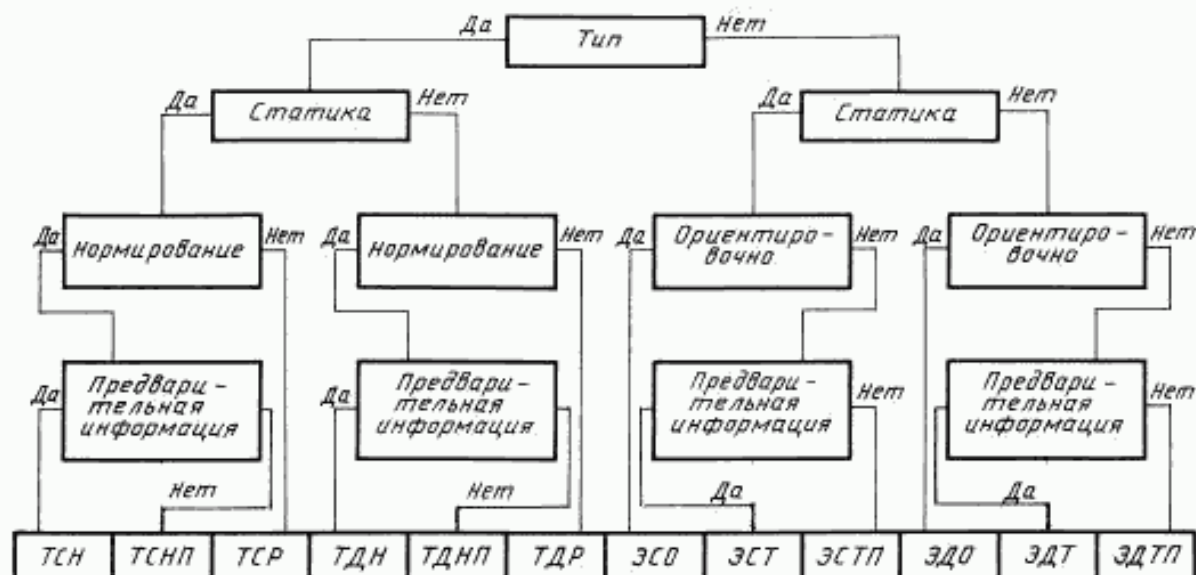 Да Тип Нет
Да Статика Нет Да Статика Нет
Да Нормирование Нет Да Нормирование Нет Да Ориентиро- Нет Да Ориентиро- Нет
вочно вочно
Предвари- Предвари- Предвари- Предвари-
Да тельная Да тельная тельная Нет тельная Нет
информация информация информация информация
Нет Нет Да Да
ТСН ТСНП ТСР ТДН ТДНП ТДР ЭСО ЭСТ ЭСТП ЭДО ЭДТ ЭДТП